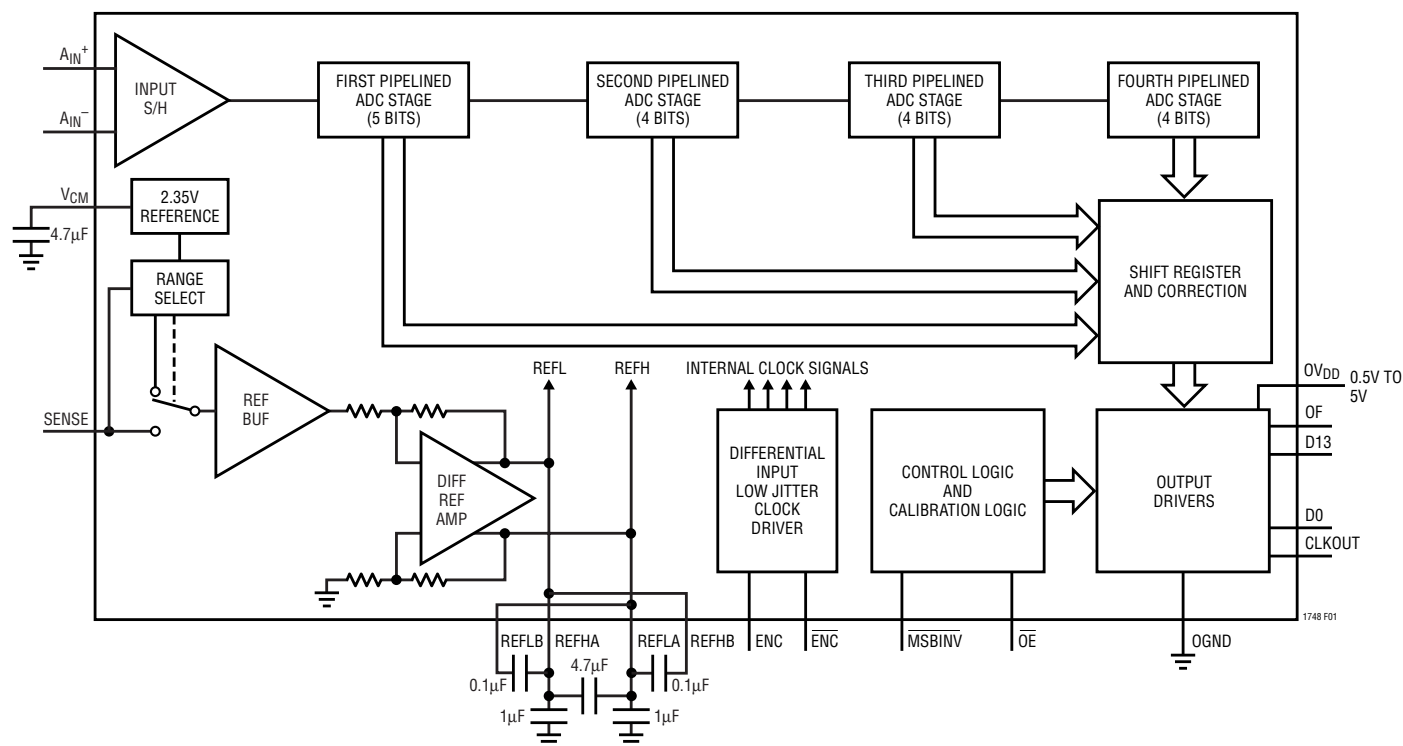 AIN+
AIN–
INPUT
S/H
FIRST PIPELINED
ADC STAGE
(5 BITS)
SECOND PIPELINED
ADC STAGE
(4 BITS)
THIRD PIPELINED
ADC STAGE
(4 BITS)
FOURTH PIPELINED
ADC STAGE
(4 BITS)
VCM
4.7µF
2.35V
REFERENCE
RANGE
SELECT
SHIFT REGISTER
AND CORRECTION
SENSE
REF
BUF
DIFF
REF
AMP
REFL
REFH
INTERNAL CLOCK SIGNALS
DIFFERENTIAL
INPUT
LOW JITTER
CLOCK
DRIVER
CONTROL LOGIC
AND
CALIBRATION LOGIC
OUTPUT
DRIVERS
OVDD
0.5V TO
5V
OF
D13
D0
CLKOUT
1748 F01
REFLB
REFHA
REFLA
REFHB
ENC
E̅N̅C̅
M̅S̅B̅I̅N̅V̅
O̅E̅
OGND
4.7µF
0.1µF
0.1µF
1µF
1µF